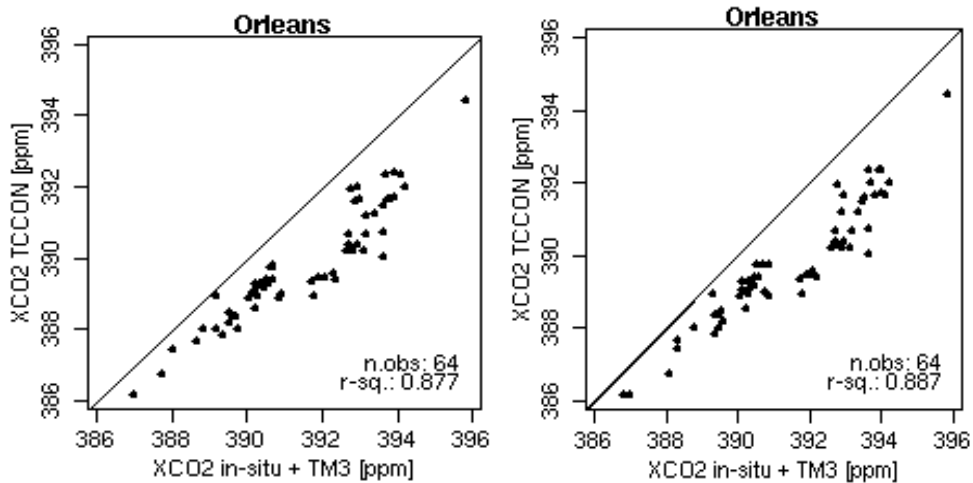 Orleans
XCO2 TCCON [ppm]
396
394
392
390
388
386
n.obs: 64
r-sq.: 0.877
386 388 390 392 394 396
XCO2 in-situ + TM3 [ppm]
Orleans
XCO2 TCCON [ppm]
396
394
392
390
388
386
n.obs: 64
r-sq.: 0.887
386 388 390 392 394 396
XCO2 in-situ + TM3 [ppm]